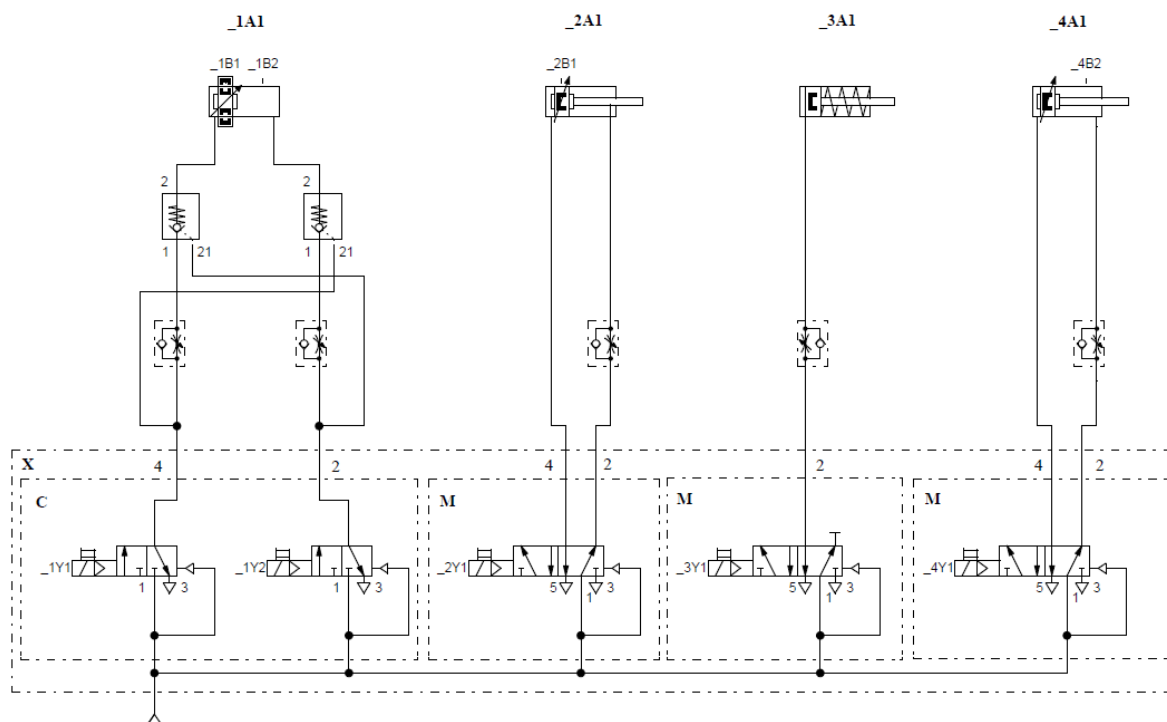 _1A1 _2A1 _3A1 _4A1
_1B1 _1B2 _2B1 _4B2
2 2
1 21 1 21
X 4 2 4 2 2 4 2
C M M M
_1Y1 _1Y2 _2Y1 _3Y1 _4Y1
1 3 1 3 5 1 3 5 1 3 5 1 3